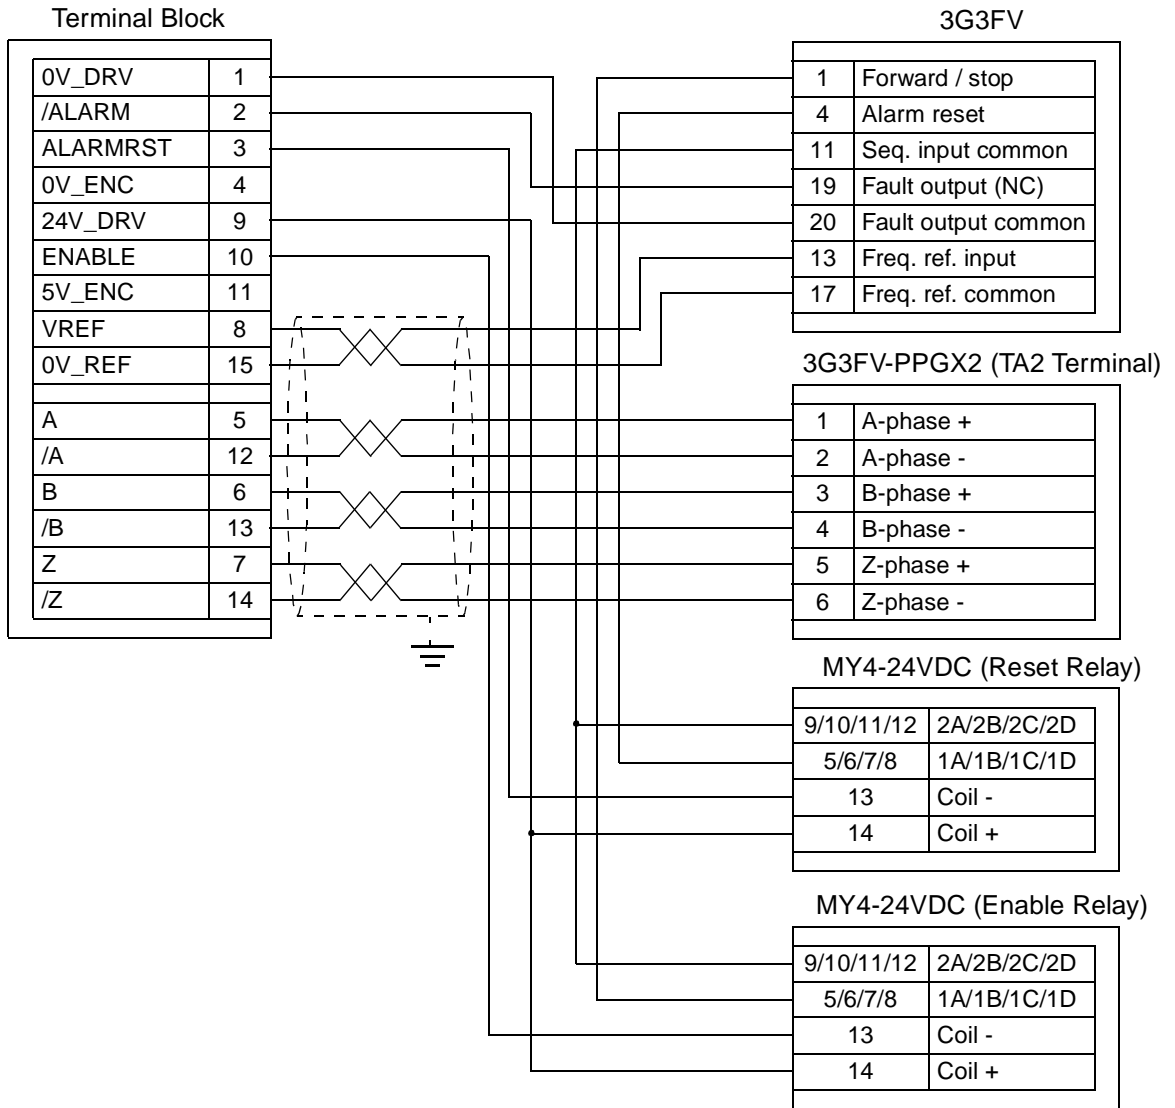 Terminal Block
0V_DRV 1
/ALARM 2
ALARMRST 3
0V_ENC 4
24V_DRV 9
ENABLE 10
5V_ENC 11
VREF 8
0V_REF 15
A 5
/A 12
B 6
/B 13
Z 7
/Z 14
3G3FV
1 Forward / stop
4 Alarm reset
11 Seq. input common
19 Fault output (NC)
20 Fault output common
13 Freq. ref. input
17 Freq. ref. common
3G3FV-PPGX2 (TA2 Terminal)
1 A-phase +
2 A-phase -
3 B-phase +
4 B-phase -
5 Z-phase +
6 Z-phase -
MY4-24VDC (Reset Relay)
9/10/11/12 2A/2B/2C/2D
5/6/7/8 1A/1B/1C/1D
13 Coil -
14 Coil +
MY4-24VDC (Enable Relay)
9/10/11/12 2A/2B/2C/2D
5/6/7/8 1A/1B/1C/1D
13 Coil -
14 Coil +